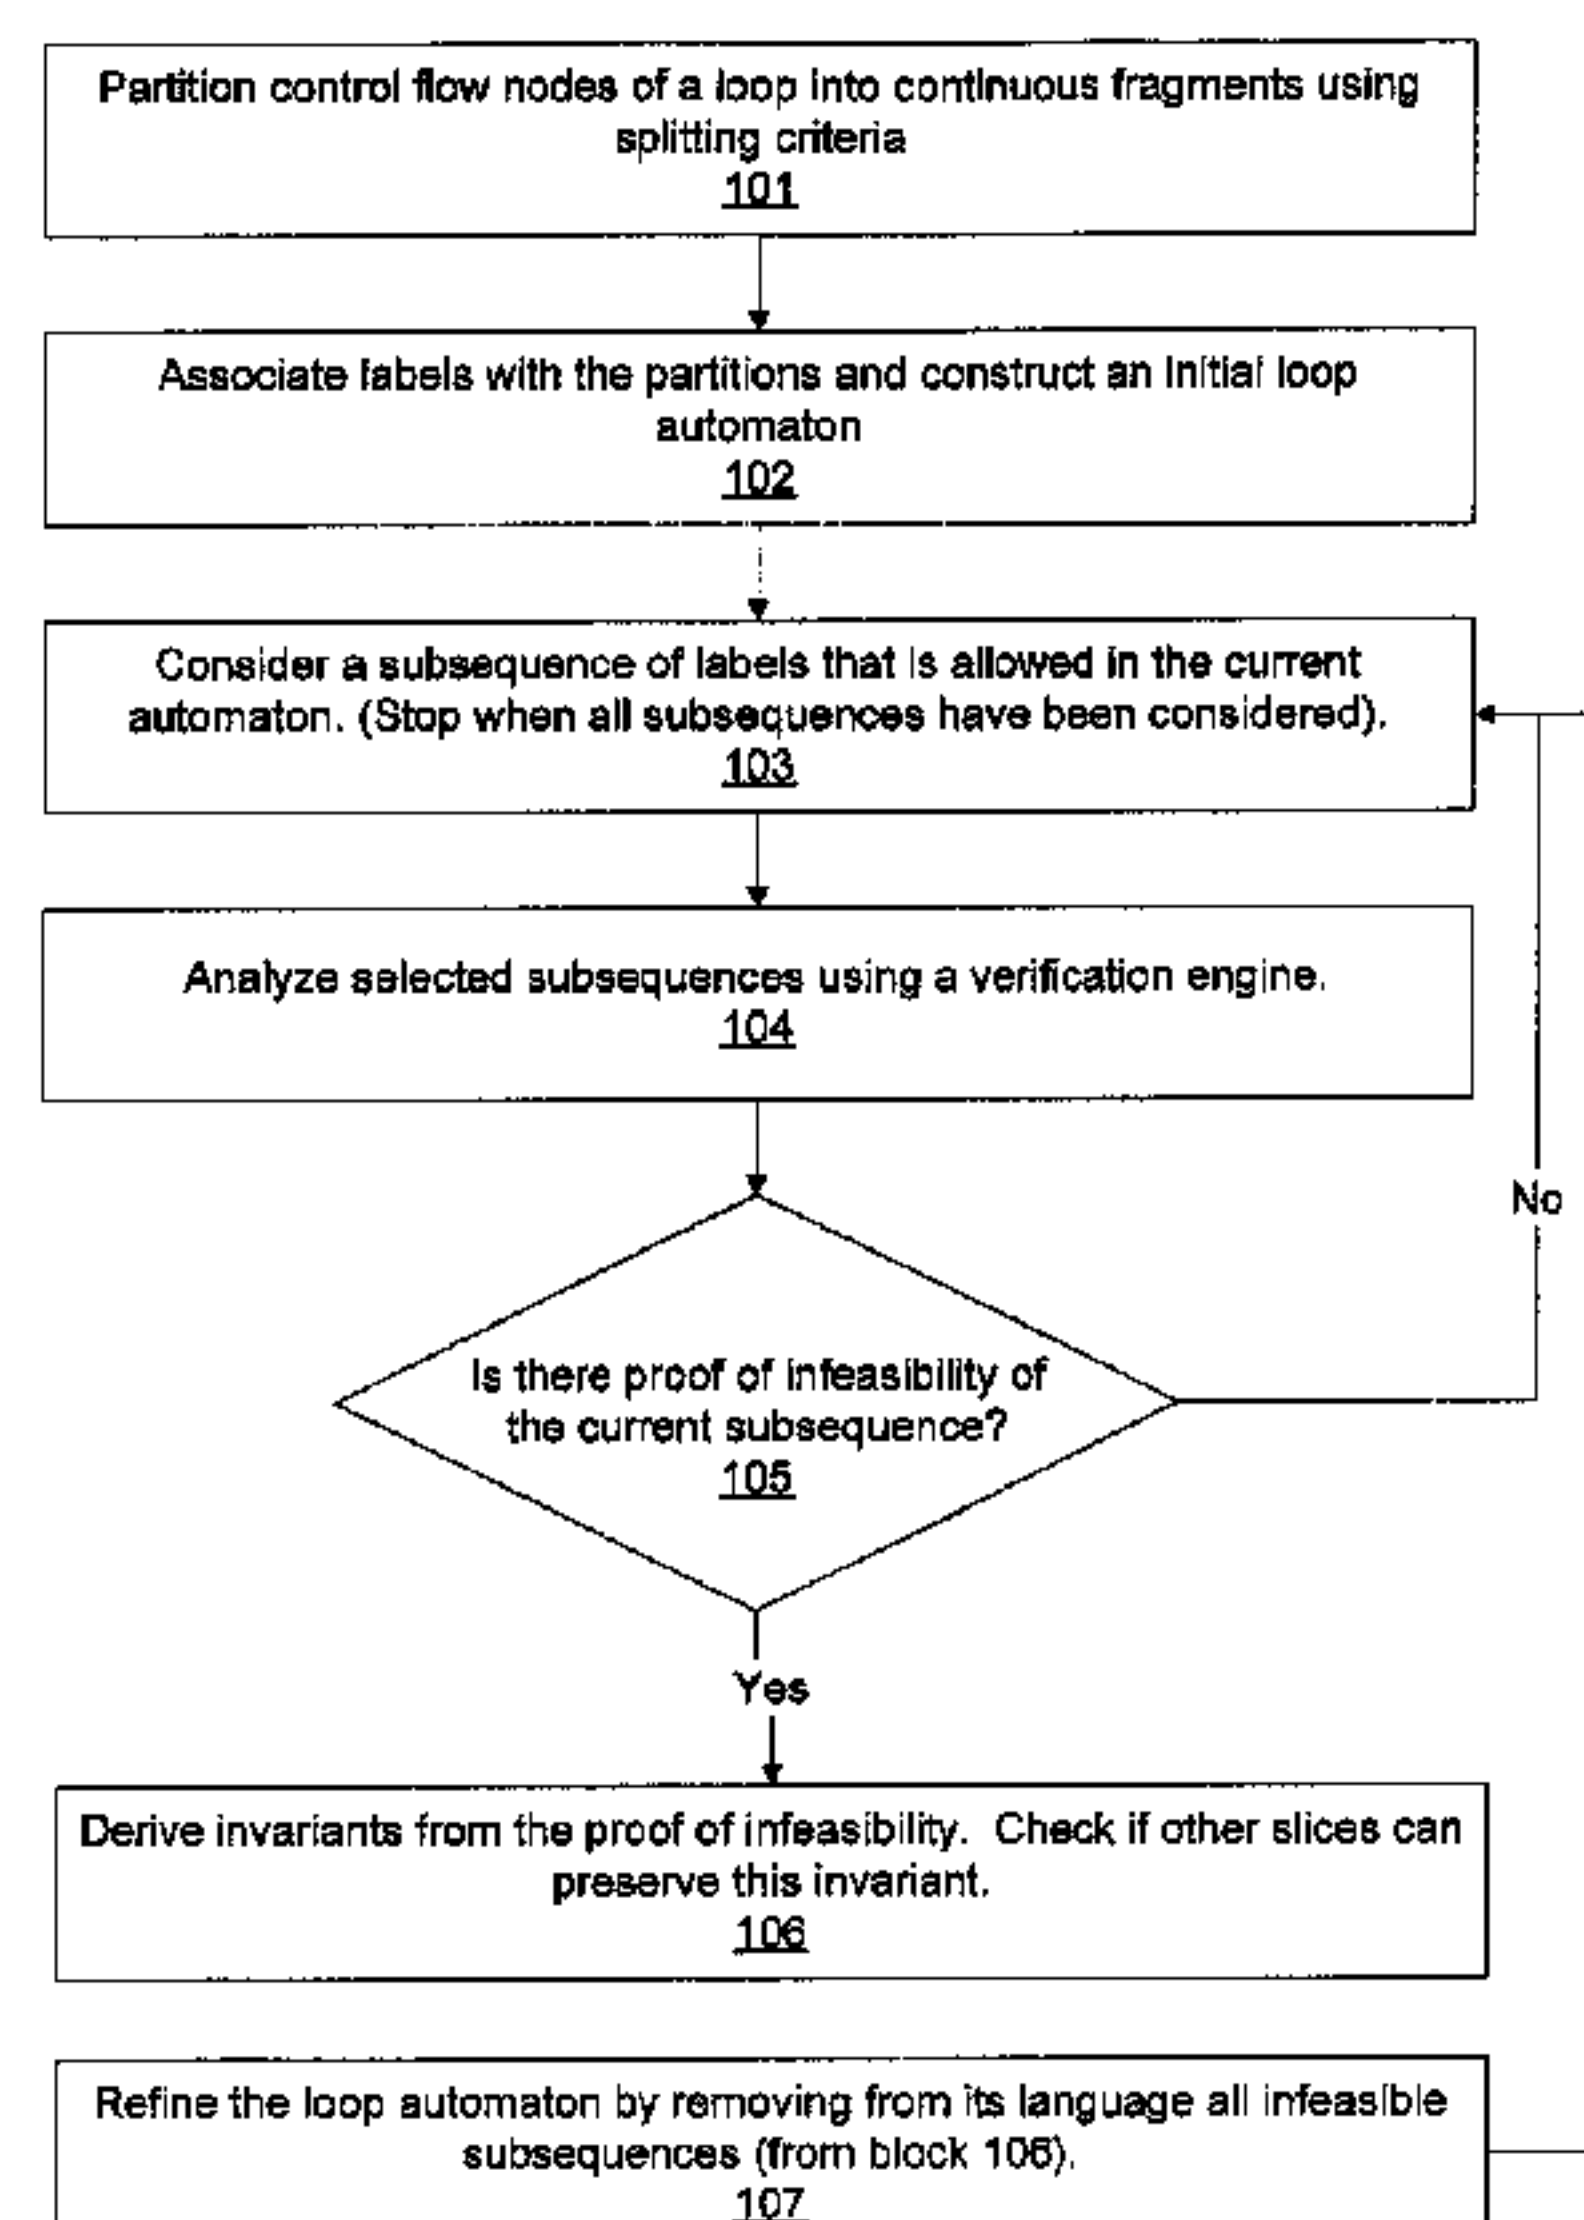 Partition control flow nodes of a loop into continuous fragments using
splitting criteria
101
Associate labels with the partitions and construct an initial loop
automaton
102
Consider a subsequence of labels that is allowed in the current
automaton. (Stop when all subsequences have been considered).
103
Analyze selected subsequences using a verification engine.
104
No
Is there proof of infeasibility of
the current subsequence?
105
Yes
Derive invariants from the proof of infeasibility. Check if other slices can
preserve this invariant.
106
Refine the loop automaton by removing from its language all infeasible
subsequences (from block 106).
107